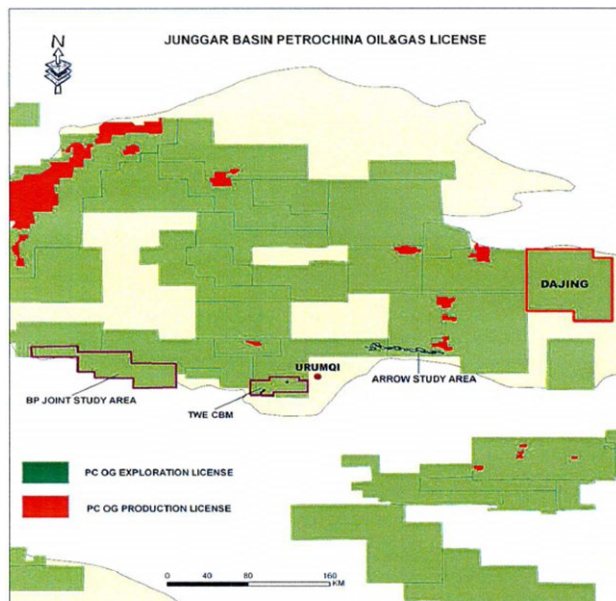 N
JUNGGAR BASIN PETROCHINA OIL&GAS LICENSE
DAJING
URUMQI
ARROW STUDY AREA
BP JOINT STUDY AREA
TWE CBM
PC OG EXPLORATION LICENSE
PC OG PRODUCTION LICENSE
0 40 80 160
KM